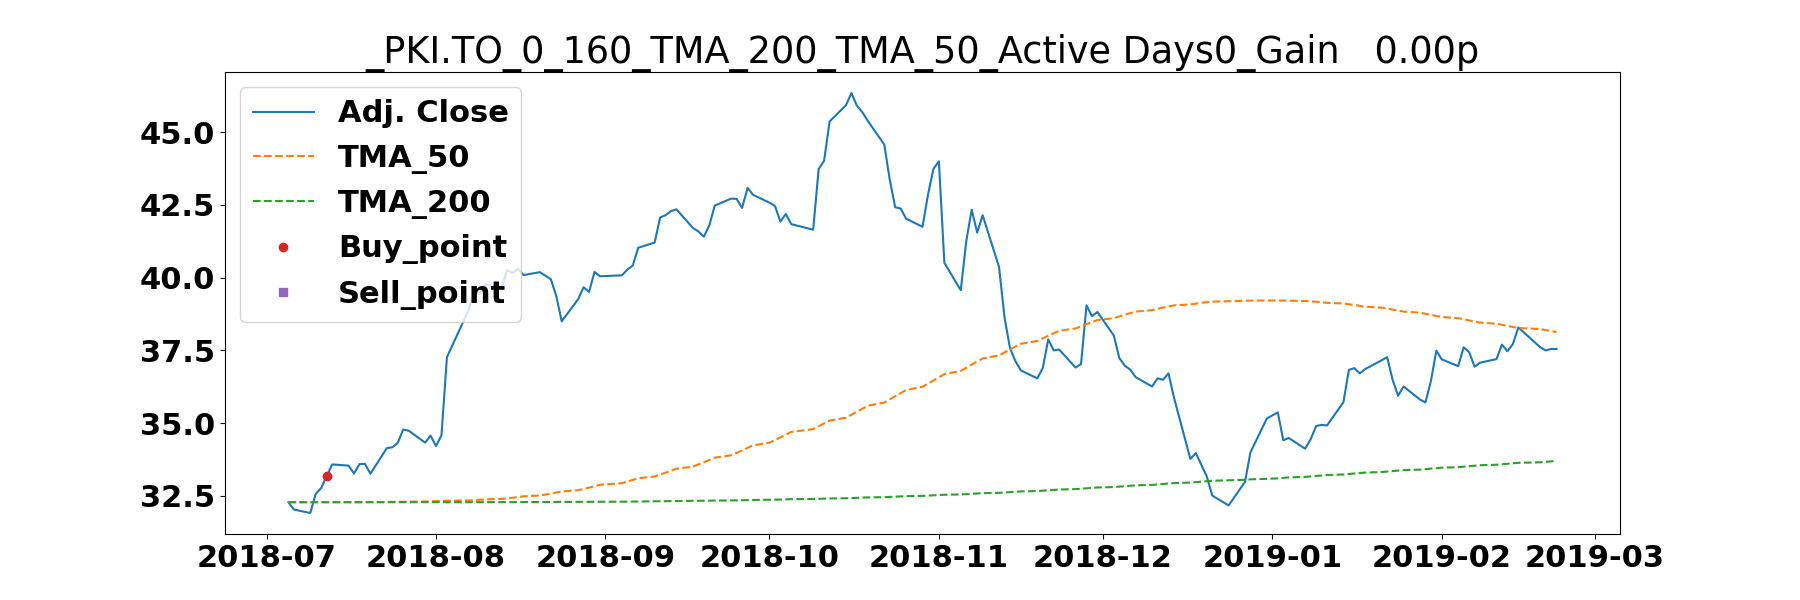 _PKI.TO_0_160_TMA_200_TMA_50_Active Days0_Gain   0.00p
Adj. Close
TMA_50
TMA_200
Buy_point
Sell_point
45.0
42.5
40.0
37.5
35.0
32.5
2018-07 2018-08 2018-09 2018-10 2018-11 2018-12 2019-01 2019-02 2019-03